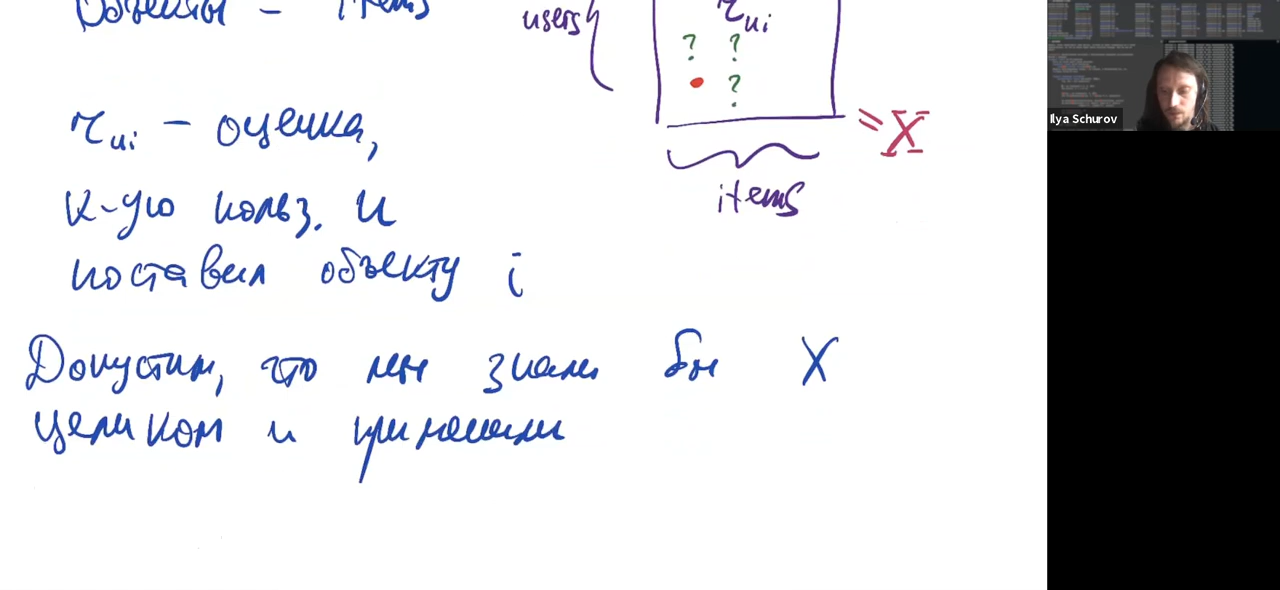 Объекты – items
users
r_ui
? ?
?
= X
items
r_ui – оценка,
к-ую польз. u
поставил объекту i
Допустим, что мы знали бы X
целиком и применили
Ilya Schurov